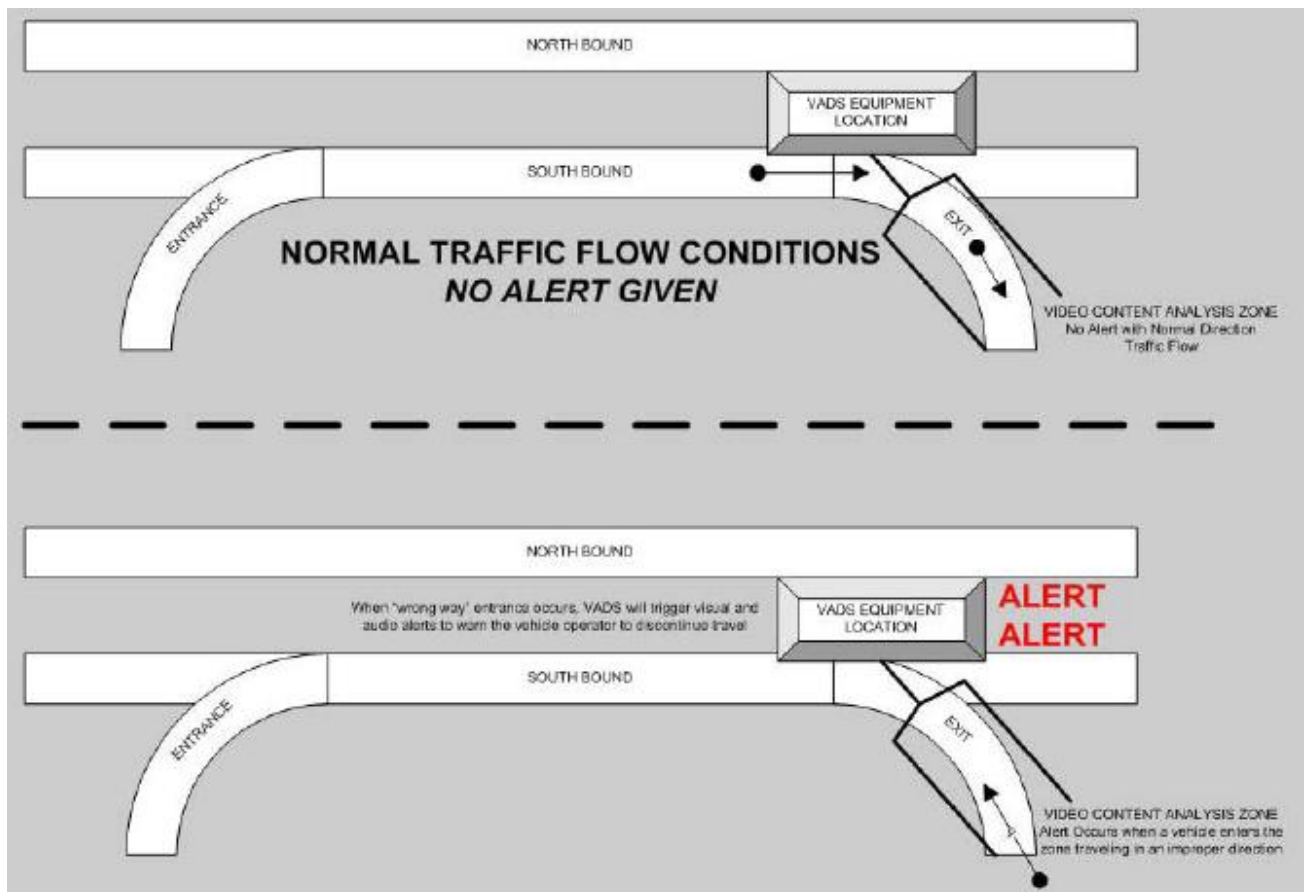 NORTH BOUND
VADS EQUIPMENT
LOCATION
SOUTH BOUND
ENTRANCE
EXIT
NORMAL TRAFFIC FLOW CONDITIONS
NO ALERT GIVEN
VIDEO CONTENT ANALYSIS ZONE
No Alert with Normal Direction
Traffic Flow
NORTH BOUND
When "wrong way" entrance occurs, VADS will trigger visual and
audio alerts to warn the vehicle operator to discontinue travel
VADS EQUIPMENT
LOCATION
ALERT
ALERT
SOUTH BOUND
ENTRANCE
EXIT
VIDEO CONTENT ANALYSIS ZONE
Alert Occurs when a vehicle enters the
zone traveling in an improper direction